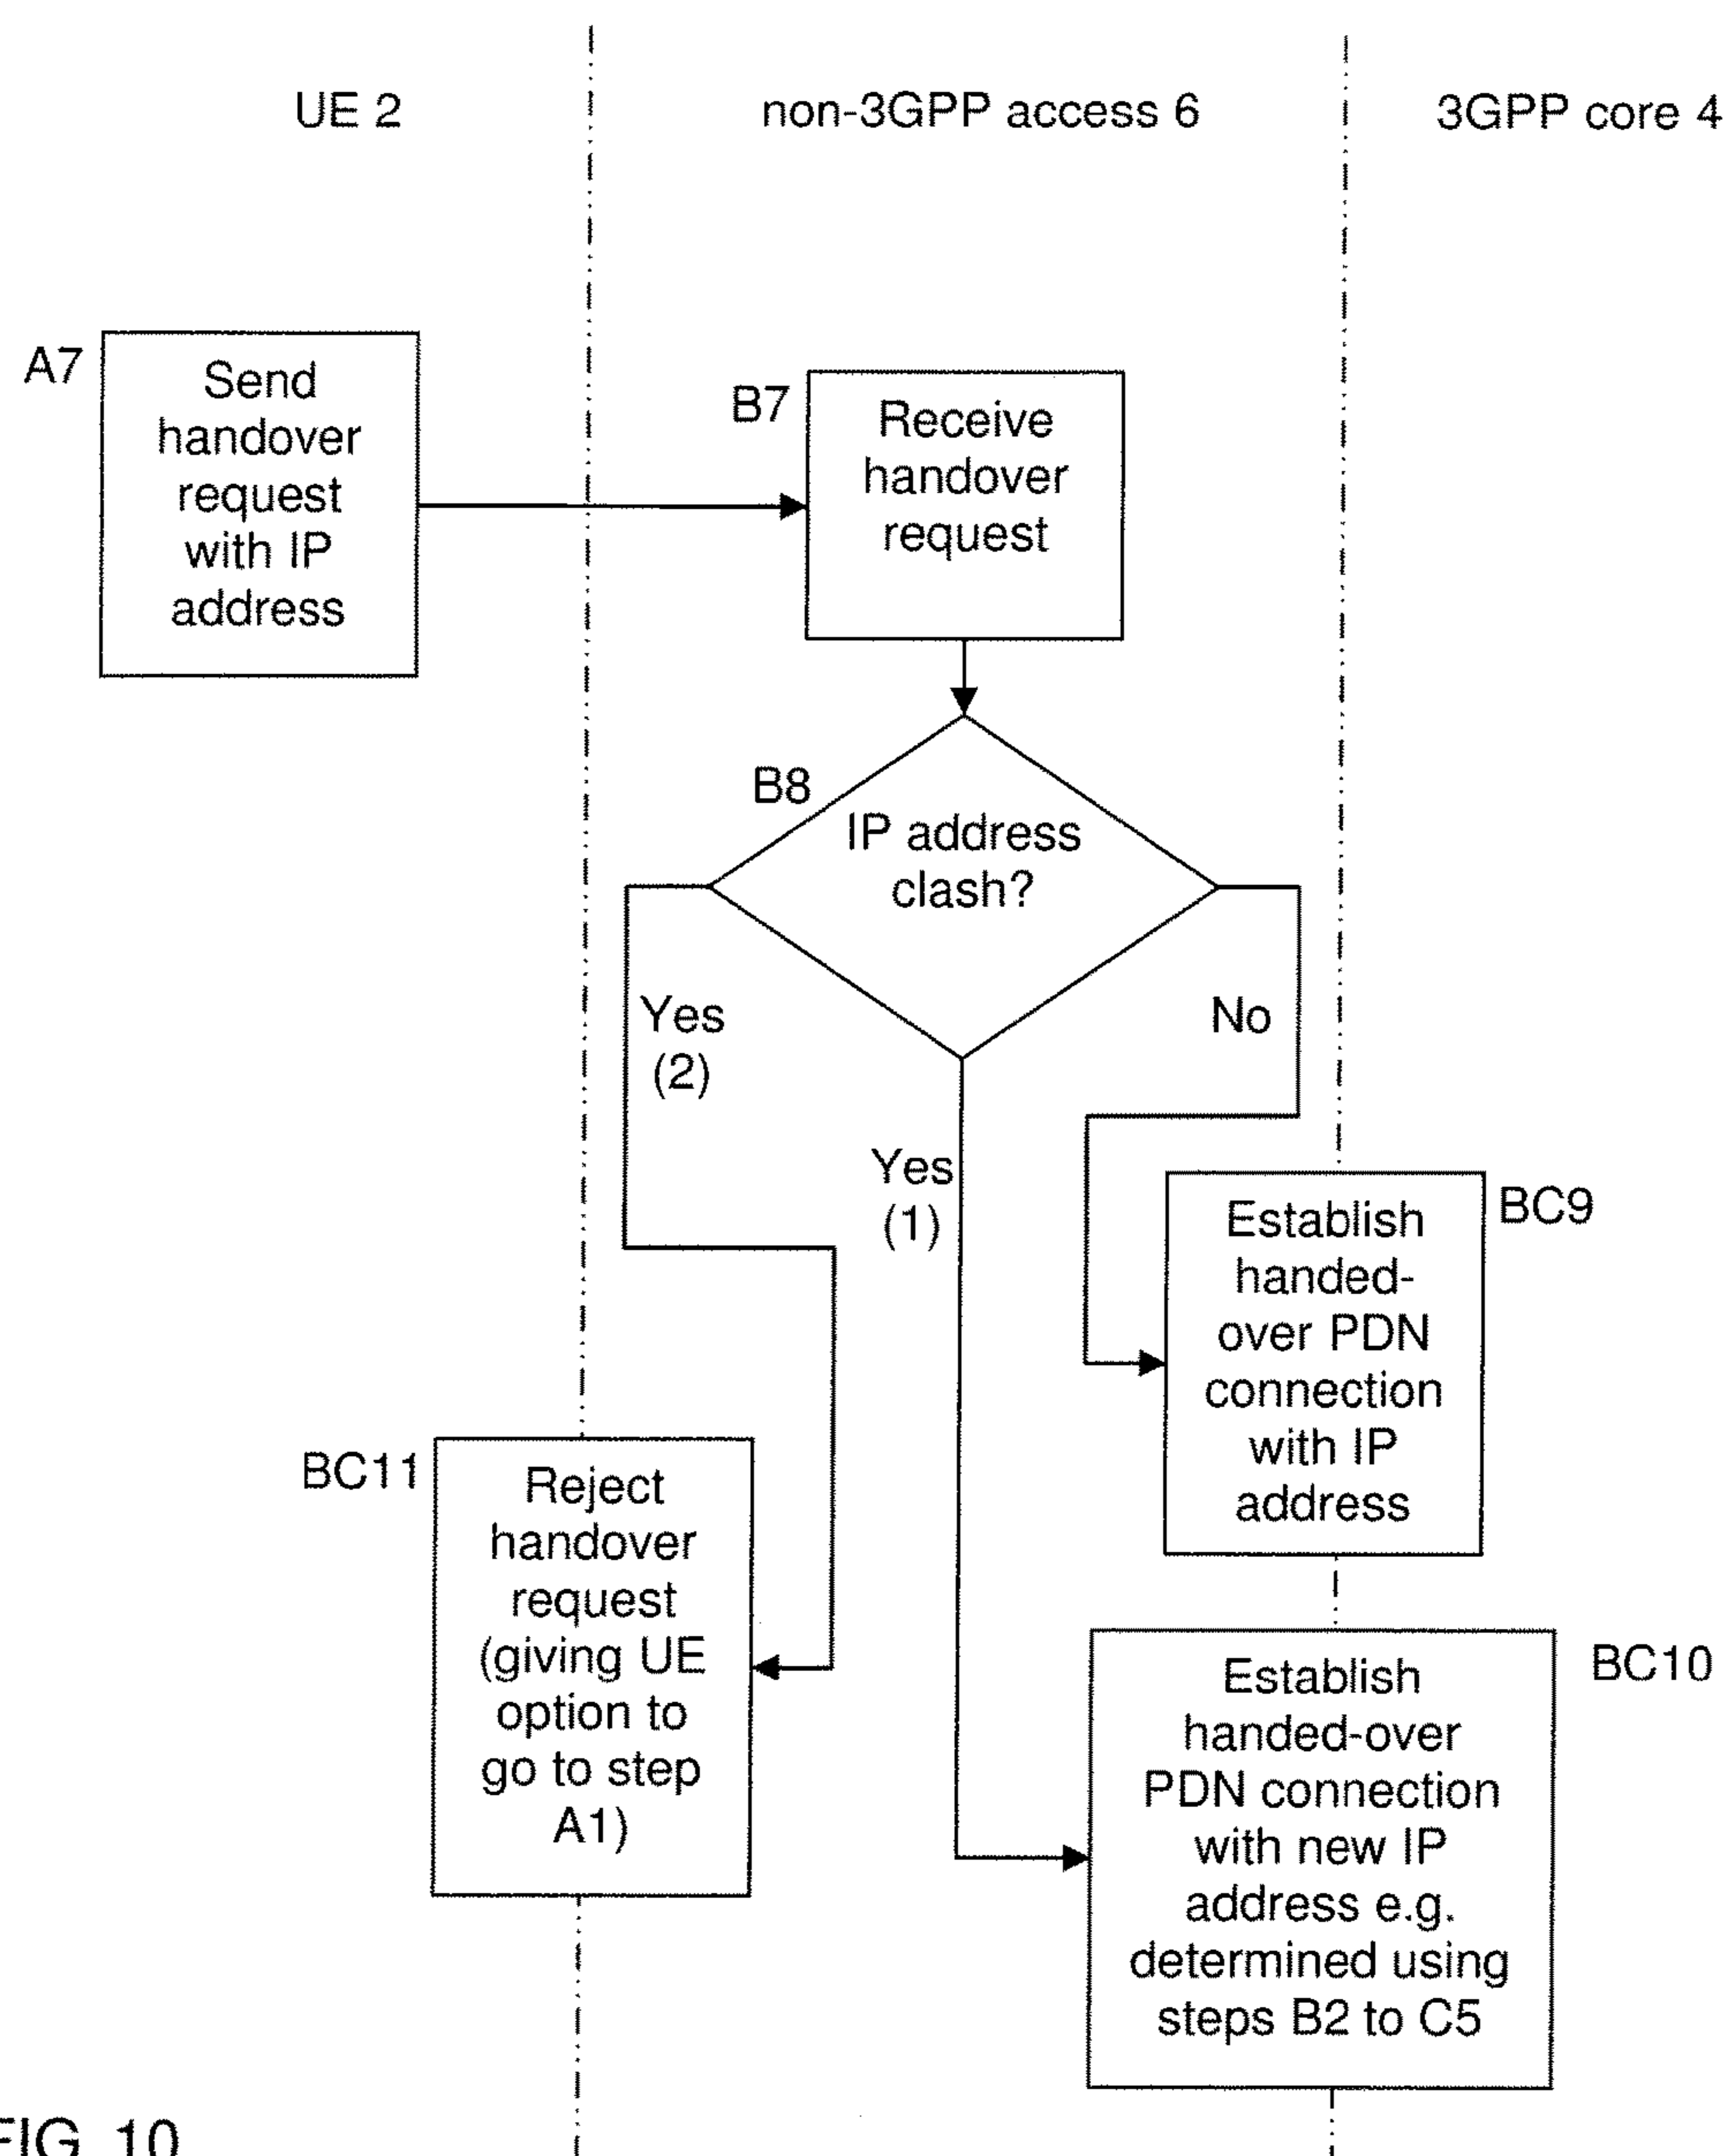 UE 2
non-3GPP access 6
3GPP core 4
A7
Send
handover
request
with IP
address
B7
Receive
handover
request
B8
IP address
clash?
Yes
(2)
No
Yes
(1)
BC9
Establish
handed-
over PDN
connection
with IP
address
BC11
Reject
handover
request
(giving UE
option to
go to step
A1)
BC10
Establish
handed-over
PDN connection
with new IP
address e.g.
determined using
steps B2 to C5
FIG. 10